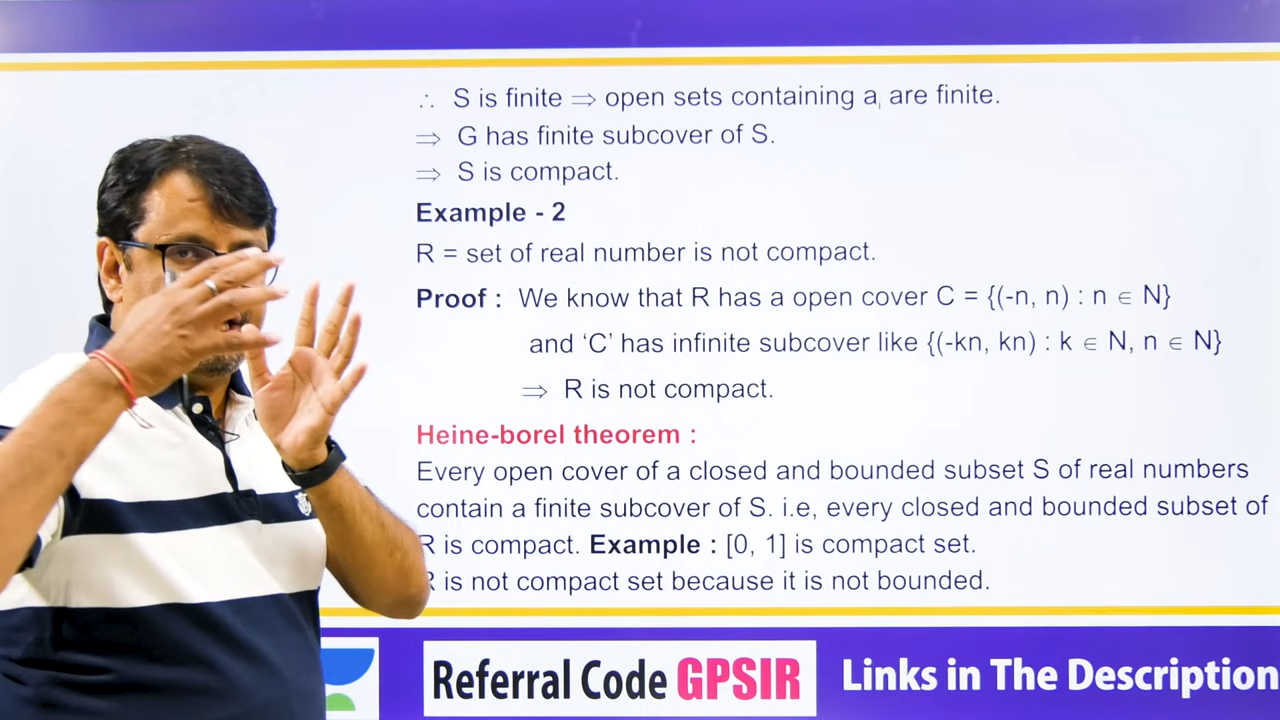 ∴ S is finite ⇒ open sets containing aᵢ are finite.
⇒ G has finite subcover of S.
⇒ S is compact.
Example - 2
R = set of real number is not compact.
Proof : We know that R has a open cover C = {(-n, n) : n ∈ N}
and ‘C’ has infinite subcover like {(-kn, kn) : k ∈ N, n ∈ N}
⇒ R is not compact.
Heine-borel theorem :
Every open cover of a closed and bounded subset S of real numbers
contain a finite subcover of S. i.e, every closed and bounded subset of
R is compact. Example : [0, 1] is compact set.
R is not compact set because it is not bounded.
Referral Code GPSIR
Links in The Description